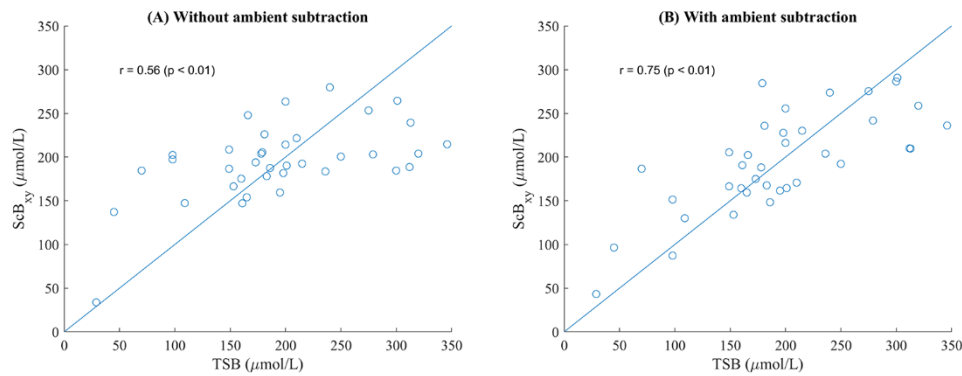 (A) Without ambient subtraction
350
300
250
200
150
100
50
0
r = 0.56 (p < 0.01)
ScB_xy (μmol/L)
0 50 100 150 200 250 300 350
TSB (μmol/L)
(B) With ambient subtraction
350
300
250
200
150
100
50
0
r = 0.75 (p < 0.01)
ScB_xy (μmol/L)
0 50 100 150 200 250 300 350
TSB (μmol/L)